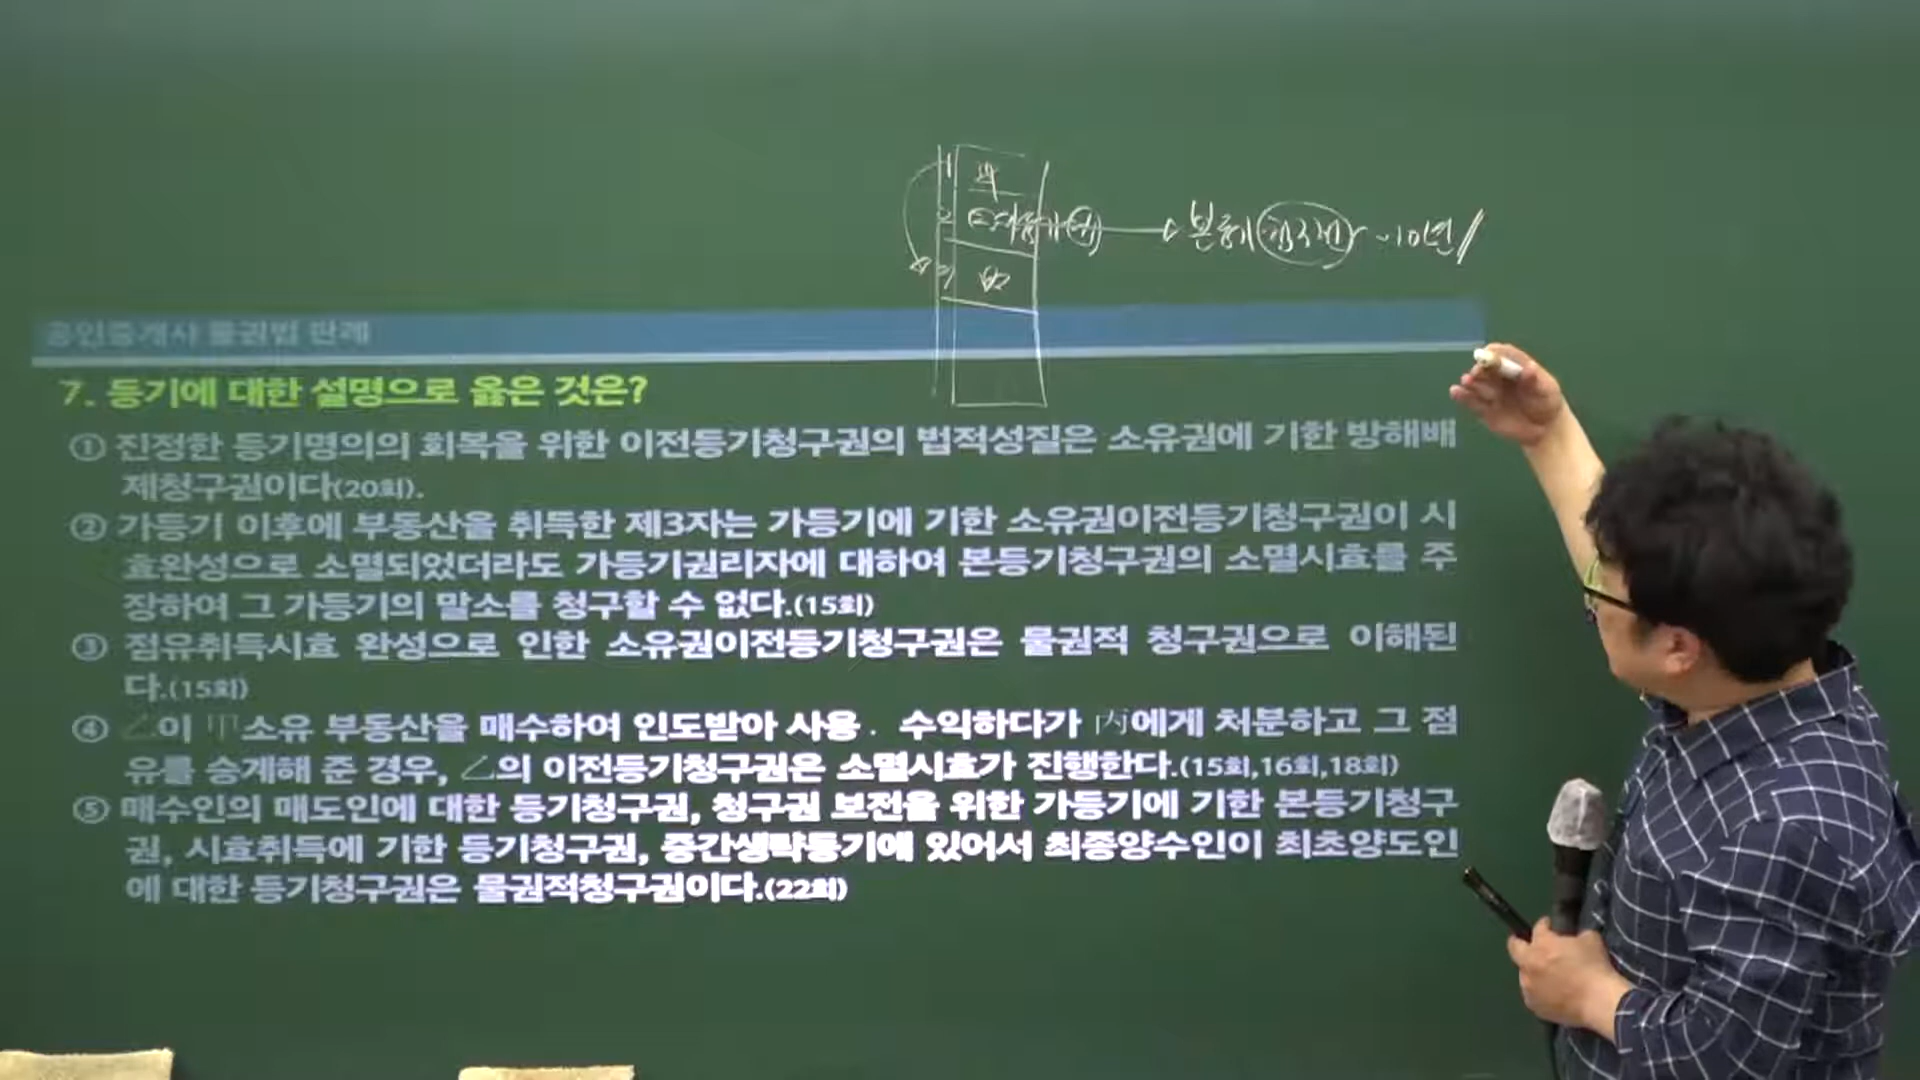 본등기 청구권 ~10년
공인중개사 물권법 판례
7. 등기에 대한 설명으로 옳은 것은?
① 진정한 등기명의의 회복을 위한 이전등기청구권의 법적성질은 소유권에 기한 방해배
제청구권이다(20회).
② 가등기 이후에 부동산을 취득한 제3자는 가등기에 기한 소유권이전등기청구권이 시
효완성으로 소멸되었더라도 가등기권리자에 대하여 본등기청구권의 소멸시효를 주
장하여 그 가등기의 말소를 청구할 수 없다.(15회)
③ 점유취득시효 완성으로 인한 소유권이전등기청구권은 물권적 청구권으로 이해된
다.(15회)
④ 乙이 甲소유 부동산을 매수하여 인도받아 사용 · 수익하다가 丙에게 처분하고 그 점
유를 승계해 준 경우, 乙의 이전등기청구권은 소멸시효가 진행한다.(15회,16회,18회)
⑤ 매수인의 매도인에 대한 등기청구권, 청구권 보전을 위한 가등기에 기한 본등기청구
권, 시효취득에 기한 등기청구권, 중간생략등기에 있어서 최종양수인이 최초양도인
에 대한 등기청구권은 물권적청구권이다.(22회)